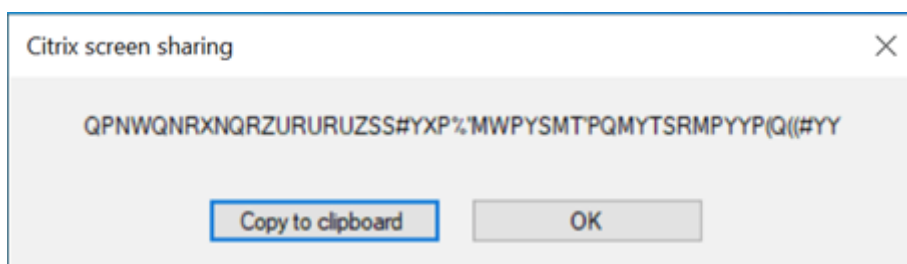 Citrix screen sharing
QPNWQNRXNQRZURURUZSS#YXP%'MWPYSMT'PQMYTSRMPYYP(Q((#YY
Copy to clipboard
OK